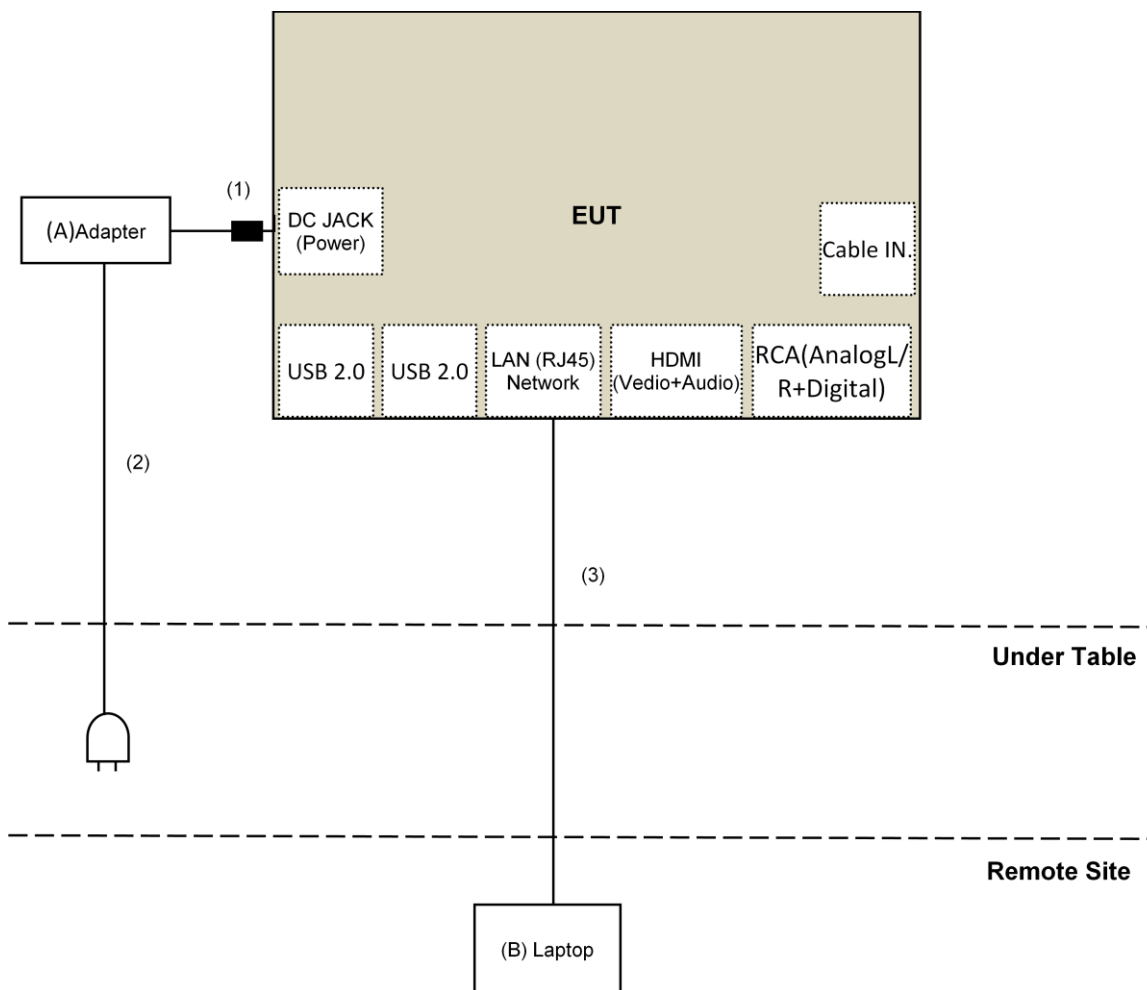 (1)
(A)Adapter
DC JACK
(Power)
EUT
Cable IN.
USB 2.0
USB 2.0
LAN (RJ45)
Network
HDMI
(Vedio+Audio)
RCA(AnalogL/
R+Digital)
(2)
(3)
Under Table
Remote Site
(B) Laptop